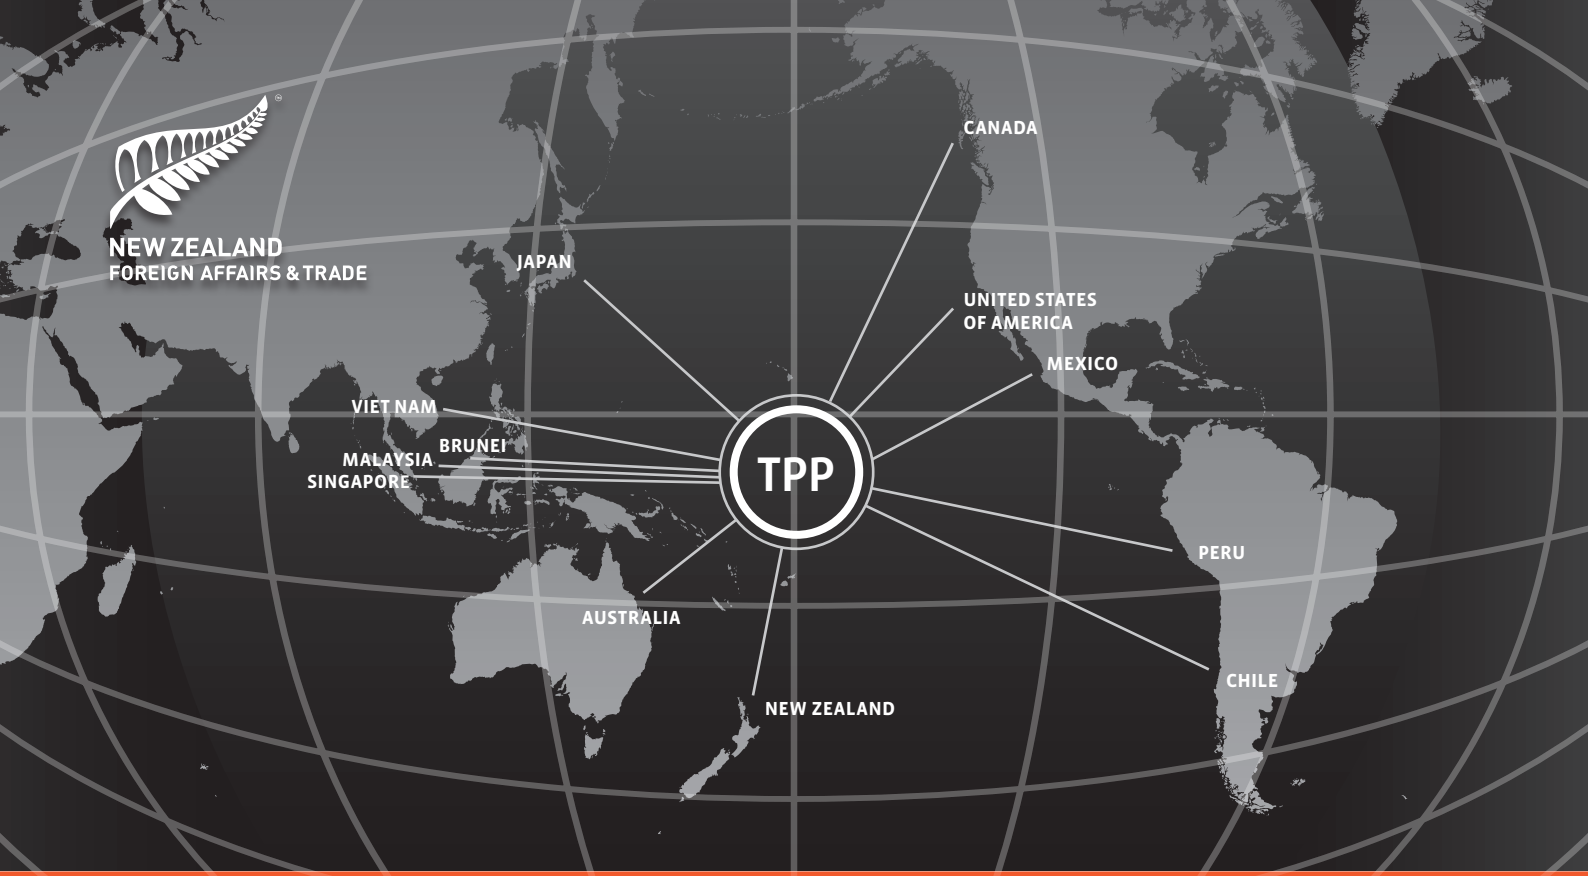 NEW ZEALAND
FOREIGN AFFAIRS & TRADE
CANADA
JAPAN
UNITED STATES
OF AMERICA
MEXICO
VIET NAM
BRUNEI
MALAYSIA
SINGAPORE
TPP
PERU
AUSTRALIA
CHILE
NEW ZEALAND